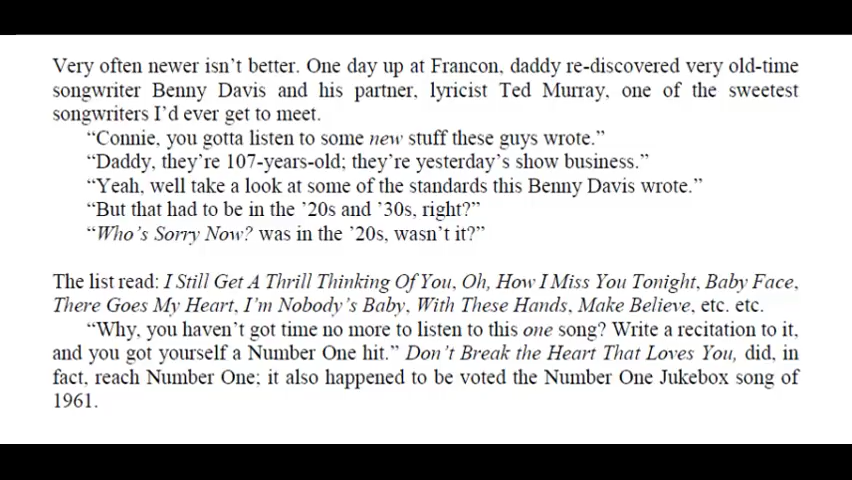 Very often newer isn’t better. One day up at Francon, daddy re-discovered very old-time
songwriter Benny Davis and his partner, lyricist Ted Murray, one of the sweetest
songwriters I’d ever get to meet.
“Connie, you gotta listen to some new stuff these guys wrote.”
“Daddy, they’re 107-years-old; they’re yesterday’s show business.”
“Yeah, well take a look at some of the standards this Benny Davis wrote.”
“But that had to be in the ’20s and ’30s, right?”
“Who’s Sorry Now? was in the ’20s, wasn’t it?”
The list read: I Still Get A Thrill Thinking Of You, Oh, How I Miss You Tonight, Baby Face,
There Goes My Heart, I’m Nobody’s Baby, With These Hands, Make Believe, etc. etc.
“Why, you haven’t got time no more to listen to this one song? Write a recitation to it,
and you got yourself a Number One hit.” Don’t Break the Heart That Loves You, did, in
fact, reach Number One; it also happened to be voted the Number One Jukebox song of
1961.